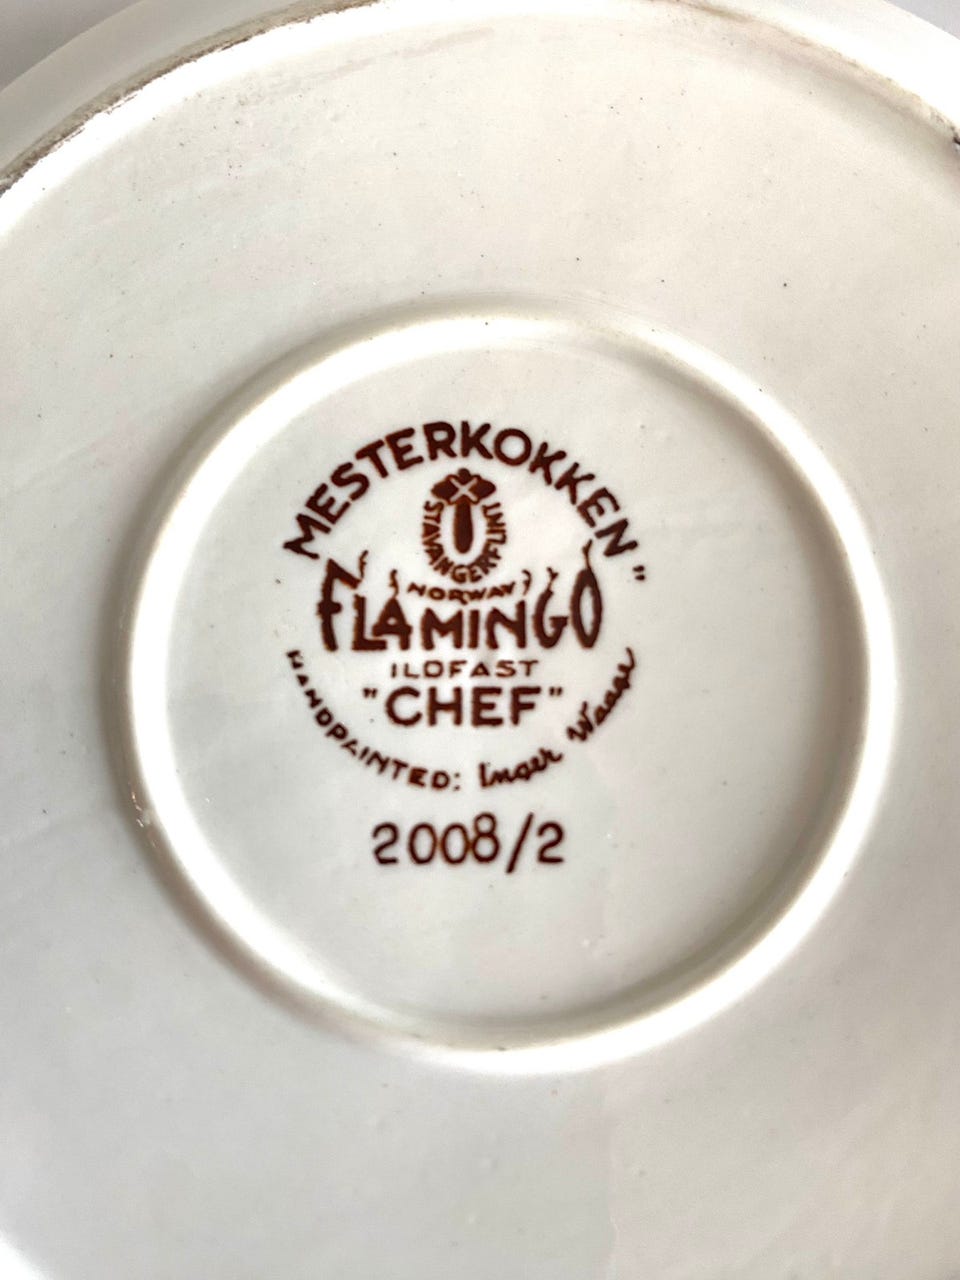 "MESTERKOKKEN"
STAVANGERFLINT
NORWAY
FLAMINGO
ILDFAST
"CHEF"
HANDPAINTED: Inger Waage
2008/2